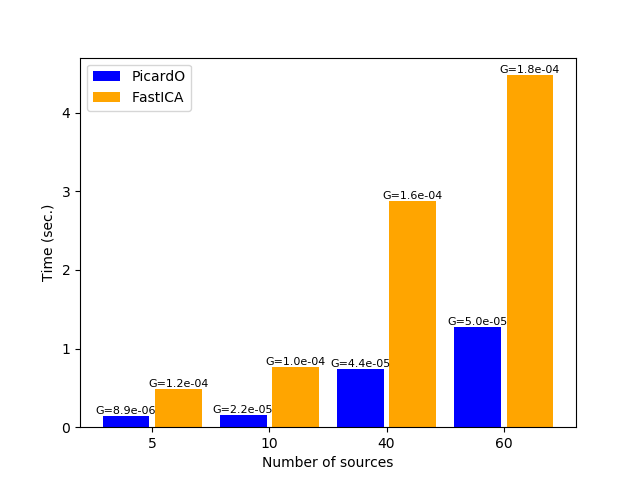 PicardO
FastICA
G=1.8e-04
G=1.6e-04
G=5.0e-05
G=1.2e-04
G=1.0e-04
G=4.4e-05
G=8.9e-06
G=2.2e-05
4
3
2
1
0
Time (sec.)
5
10
40
60
Number of sources